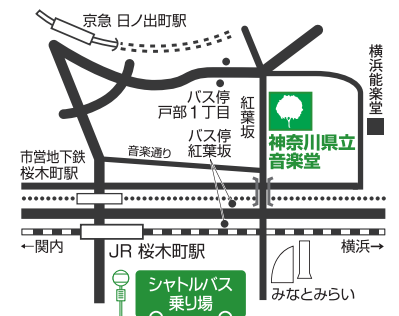 京急 日ノ出町駅
横浜能楽堂
バス停
戸部1丁目
紅葉坂
神奈川県立
音楽堂
バス停
紅葉坂
音楽通り
市営地下鉄
桜木町駅
←関内
JR 桜木町駅
横浜→
シャトルバス
乗り場
みなとみらい